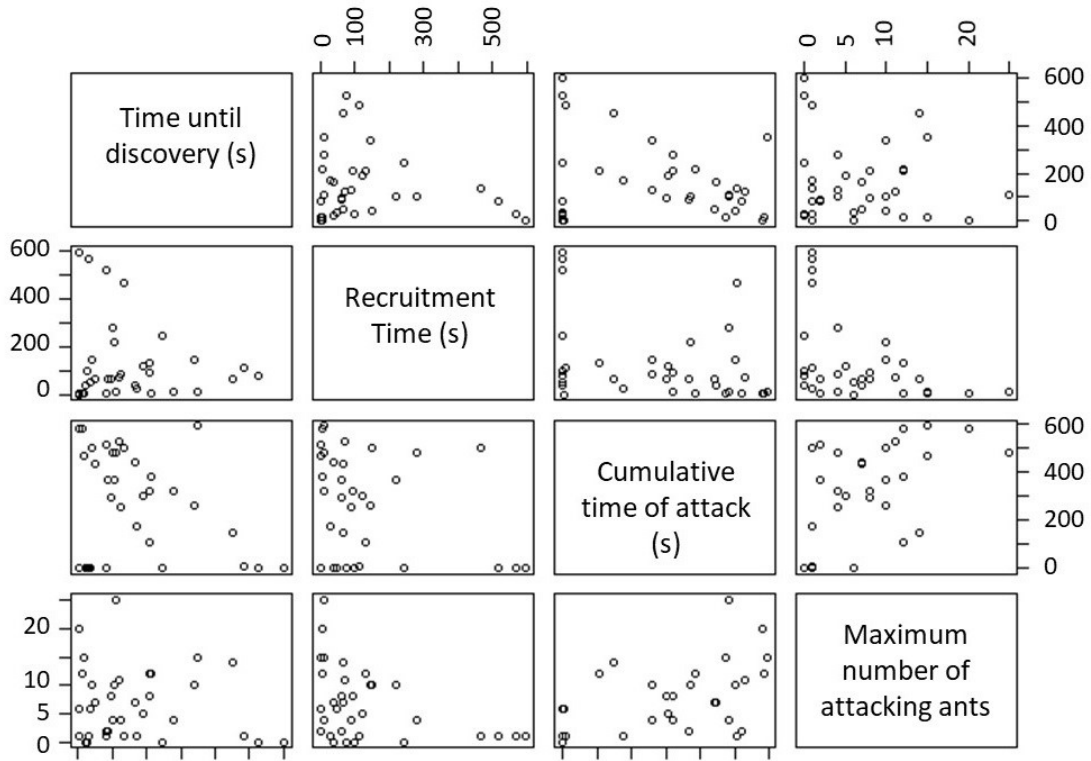 0 100 300 500
0 5 10 20
Time until
discovery (s)
600
400
200
0
600
400
200
0
Recruitment
Time (s)
Cumulative
time of attack
(s)
600
400
200
0
20
15
10
5
0
Maximum
number of
attacking ants